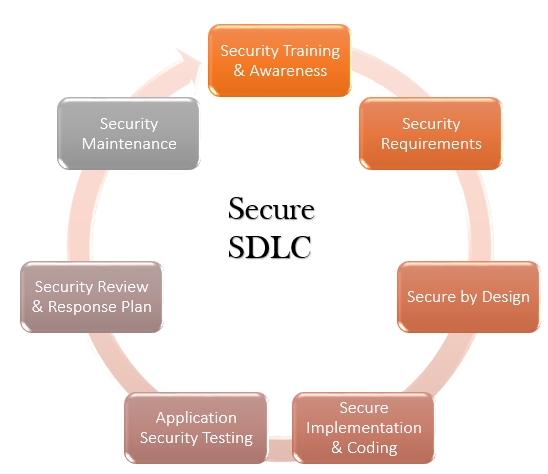 Security Training
& Awareness
Security
Requirements
Secure by Design
Secure
Implementation
& Coding
Application
Security Testing
Security Review
& Response Plan
Security
Maintenance
Secure
SDLC